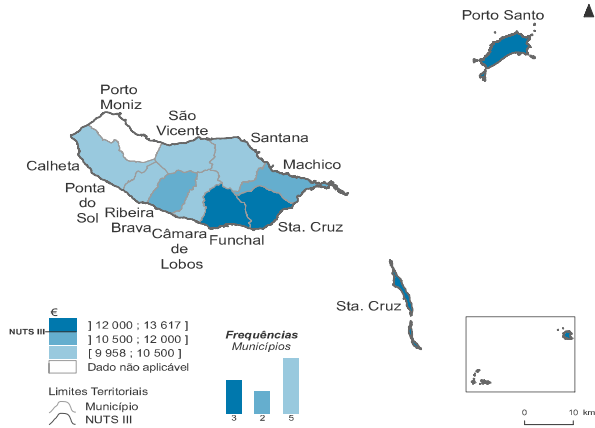 Porto Santo
Porto
Moniz
São
Vicente
Santana
Machico
Calheta
Ponta
do
Sol
Ribeira
Brava
Câmara
de
Lobos
Funchal
Sta. Cruz
Sta. Cruz
€
NUTS III
] 12 000 ; 13 617 ]
] 10 500 ; 12 000 ]
[ 9 958 ; 10 500 ]
Dado não aplicável
Limites Territoriais
Município
NUTS III
Frequências
Municípios
3 2 5
0 10 km